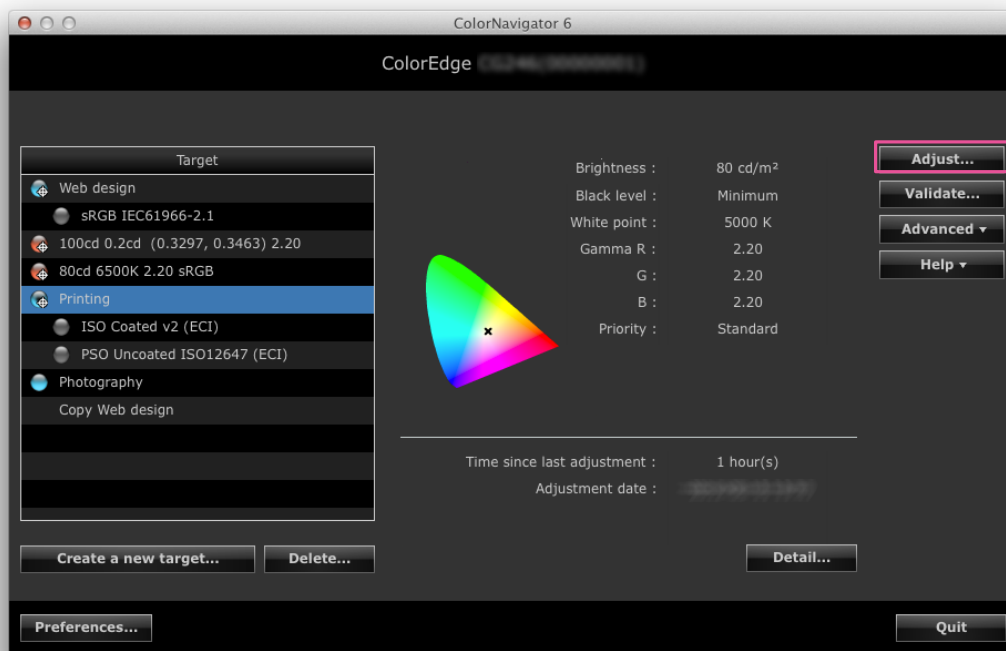 ColorNavigator 6
ColorEdge
Target
Web design
sRGB IEC61966-2.1
100cd 0.2cd (0.3297, 0.3463) 2.20
80cd 6500K 2.20 sRGB
Printing
ISO Coated v2 (ECI)
PSO Uncoated ISO12647 (ECI)
Photography
Copy Web design
Create a new target...
Delete...
Brightness : 80 cd/m²
Black level : Minimum
White point : 5000 K
Gamma R : 2.20
G : 2.20
B : 2.20
Priority : Standard
Time since last adjustment : 1 hour(s)
Adjustment date :
Detail...
Adjust...
Validate...
Advanced ▾
Help ▾
Preferences...
Quit